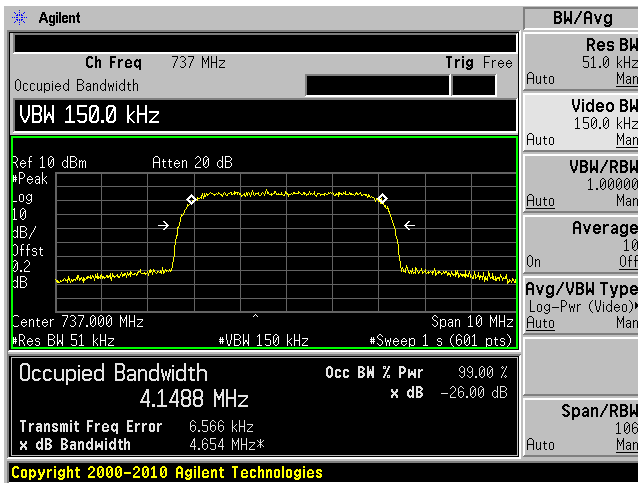 Agilent
BW/Avg
Ch Freq 737 MHz Trig Free
Occupied Bandwidth
VBW 150.0 kHz
Ref 10 dBm Atten 20 dB
#Peak
Log
10
dB/
Offst
0.2
dB
Center 737.000 MHz ^ Span 10 MHz
#Res BW 51 kHz #VBW 150 kHz #Sweep 1 s (601 pts)
Occupied Bandwidth
4.1488 MHz
Occ BW % Pwr 99.00 %
x dB -26.00 dB
Transmit Freq Error 6.566 kHz
x dB Bandwidth 4.654 MHz*
Res BW
51.0 kHz
Auto Man
Video BW
150.0 kHz
Auto Man
VBW/RBW
1.00000
Auto Man
Average
10
On Off
Avg/VBW Type
Log-Pwr (Video)
Auto Man
Span/RBW
106
Auto Man
Copyright 2000-2010 Agilent Technologies